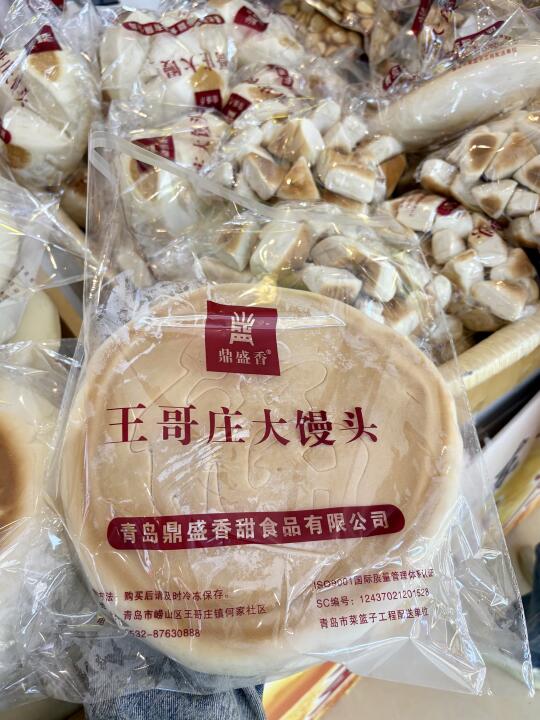 鼎盛香®
王哥庄大馒头
青岛鼎盛香甜食品有限公司
方法：购买后请及时冷冻保存。
青岛市崂山区王哥庄镇何家社区
0532-87630888
ISO9001国际质量管理体系认证
SC编号：12437021201528
青岛市菜篮子工程配送单位